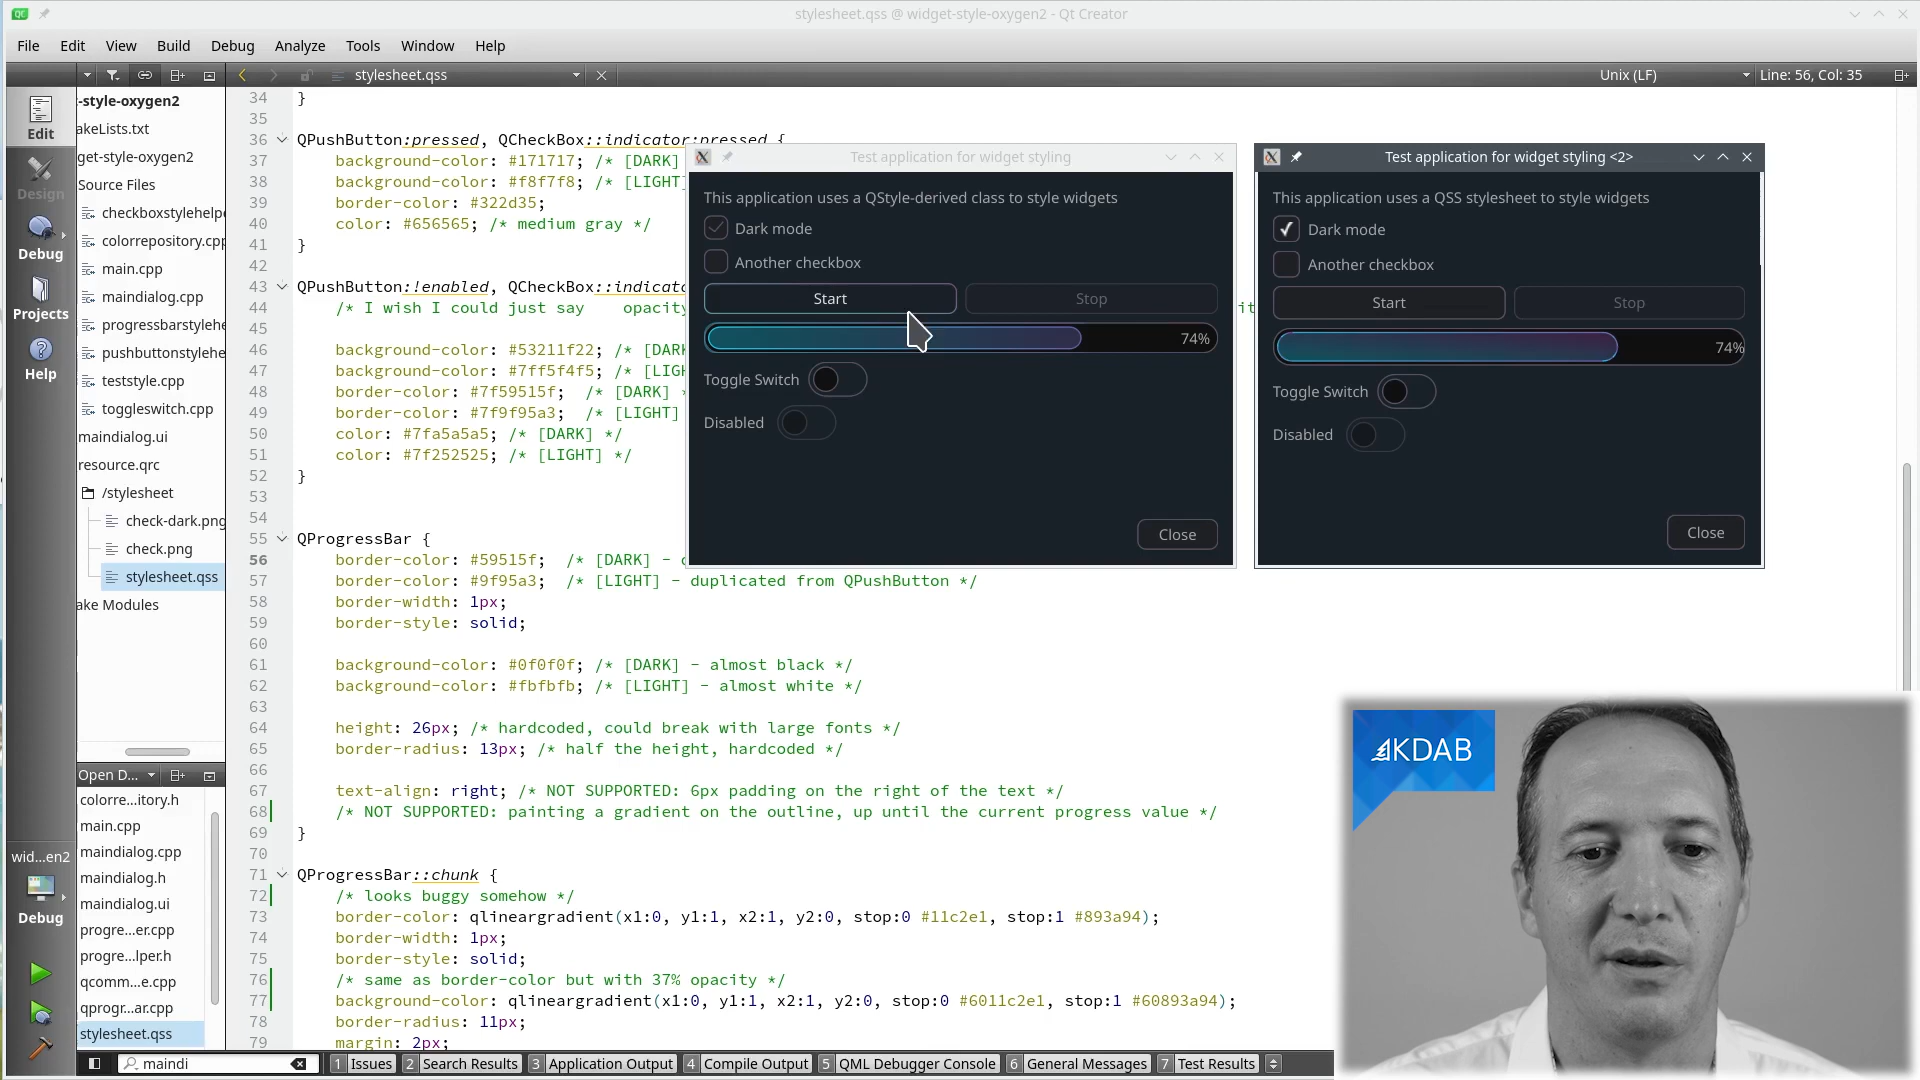 stylesheet.qss @ widget-style-oxygen2 - Qt Creator
File Edit View Build Debug Analyze Tools Window Help
stylesheet.qss
Unix (LF)
Line: 56, Col: 35
Edit
Design
Debug
Projects
Help
wid...en2
Debug
-style-oxygen2
akeLists.txt
get-style-oxygen2
Source Files
checkboxstylehelpe
colorrepository.cpp
main.cpp
maindialog.cpp
progressbarstylehe
pushbuttonstylehe
teststyle.cpp
toggleswitch.cpp
maindialog.ui
resource.qrc
/stylesheet
check-dark.png
check.png
stylesheet.qss
ake Modules
Open D...
colorre...itory.h
main.cpp
maindialog.cpp
maindialog.h
maindialog.ui
progre...er.cpp
progre...lper.h
qcomm...e.cpp
qprogr...ar.cpp
stylesheet.qss
34 }
35
36 QPushButton:pressed, QCheckBox::indicator:pressed {
37 background-color: #171717; /* [DARK]
38 background-color: #f8f7f8; /* [LIGHT]
39 border-color: #322d35;
40 color: #656565; /* medium gray */
41 }
42
43 QPushButton:!enabled, QCheckBox::indicato
44 /* I wish I could just say opacity it
45
46 background-color: #53211f22; /* [DARK
47 background-color: #7ff5f4f5; /* [LIGH
48 border-color: #7f59515f; /* [DARK] *
49 border-color: #7f9f95a3; /* [LIGHT]
50 color: #7fa5a5a5; /* [DARK] */
51 color: #7f252525; /* [LIGHT] */
52 }
53
54
55 QProgressBar {
56 border-color: #59515f; /* [DARK] - d
57 border-color: #9f95a3; /* [LIGHT] - duplicated from QPushButton */
58 border-width: 1px;
59 border-style: solid;
60
61 background-color: #0f0f0f; /* [DARK] - almost black */
62 background-color: #fbfbfb; /* [LIGHT] - almost white */
63
64 height: 26px; /* hardcoded, could break with large fonts */
65 border-radius: 13px; /* half the height, hardcoded */
66
67 text-align: right; /* NOT SUPPORTED: 6px padding on the right of the text */
68 /* NOT SUPPORTED: painting a gradient on the outline, up until the current progress value */
69 }
70
71 QProgressBar::chunk {
72 /* looks buggy somehow */
73 border-color: qlineargradient(x1:0, y1:1, x2:1, y2:0, stop:0 #11c2e1, stop:1 #893a94);
74 border-width: 1px;
75 border-style: solid;
76 /* same as border-color but with 37% opacity */
77 background-color: qlineargradient(x1:0, y1:1, x2:1, y2:0, stop:0 #6011c2e1, stop:1 #60893a94);
78 border-radius: 11px;
79 margin: 2px;
Test application for widget styling
This application uses a QStyle-derived class to style widgets
Dark mode
Another checkbox
Start Stop
74%
Toggle Switch
Disabled
Close
Test application for widget styling <2>
This application uses a QSS stylesheet to style widgets
Dark mode
Another checkbox
Start Stop
74%
Toggle Switch
Disabled
Close
KDAB
maindi
1 Issues 2 Search Results 3 Application Output 4 Compile Output 5 QML Debugger Console 6 General Messages 7 Test Results